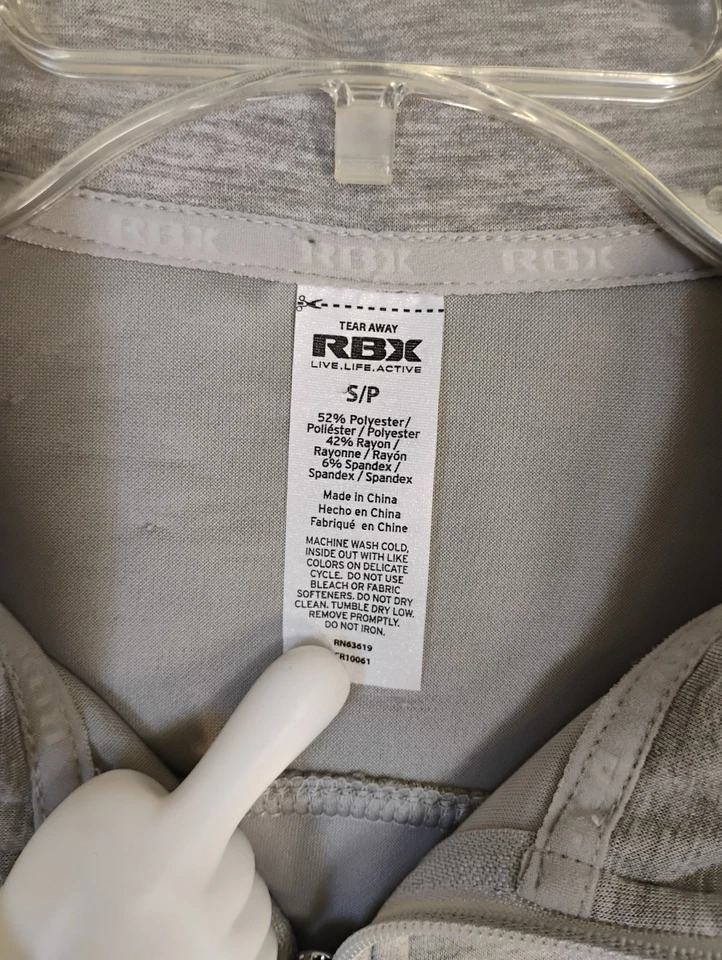 RBX RBX RBX
TEAR AWAY
RBX
LIVE.LIFE.ACTIVE
S/P
52% Polyester/
Poliéster / Polyester
42% Rayon /
Rayonne / Rayón
6% Spandex /
Spandex / Spandex
Made in China
Hecho en China
Fabriqué en Chine
MACHINE WASH COLD,
INSIDE OUT WITH LIKE
COLORS ON DELICATE
CYCLE. DO NOT USE
BLEACH OR FABRIC
SOFTENERS. DO NOT DRY
CLEAN. TUMBLE DRY LOW.
REMOVE PROMPTLY.
DO NOT IRON.
RN63619